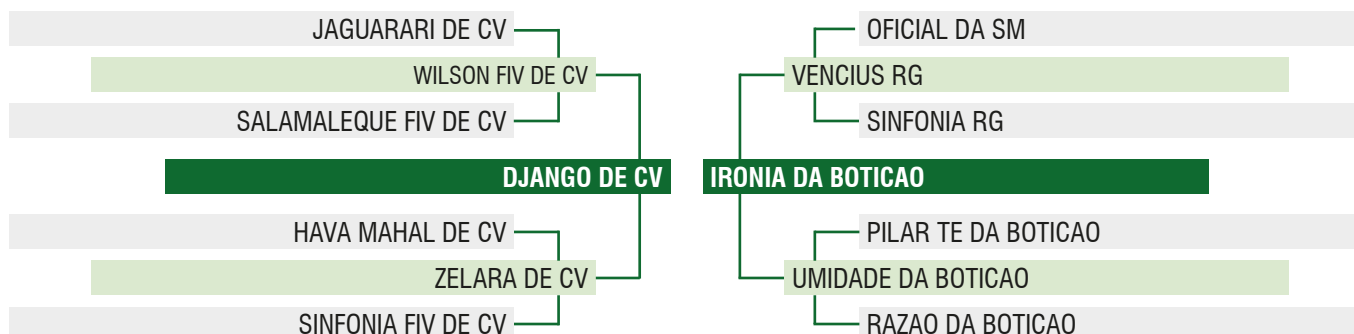 JAGUARARI DE CV
OFICIAL DA SM
WILSON FIV DE CV
VENCIUS RG
SALAMALEQUE FIV DE CV
SINFONIA RG
DJANGO DE CV
IRONIA DA BOTICAO
HAVA MAHAL DE CV
PILAR TE DA BOTICAO
ZELARA DE CV
UMIDADE DA BOTICAO
SINFONIA FIV DE CV
RAZAO DA BOTICAO